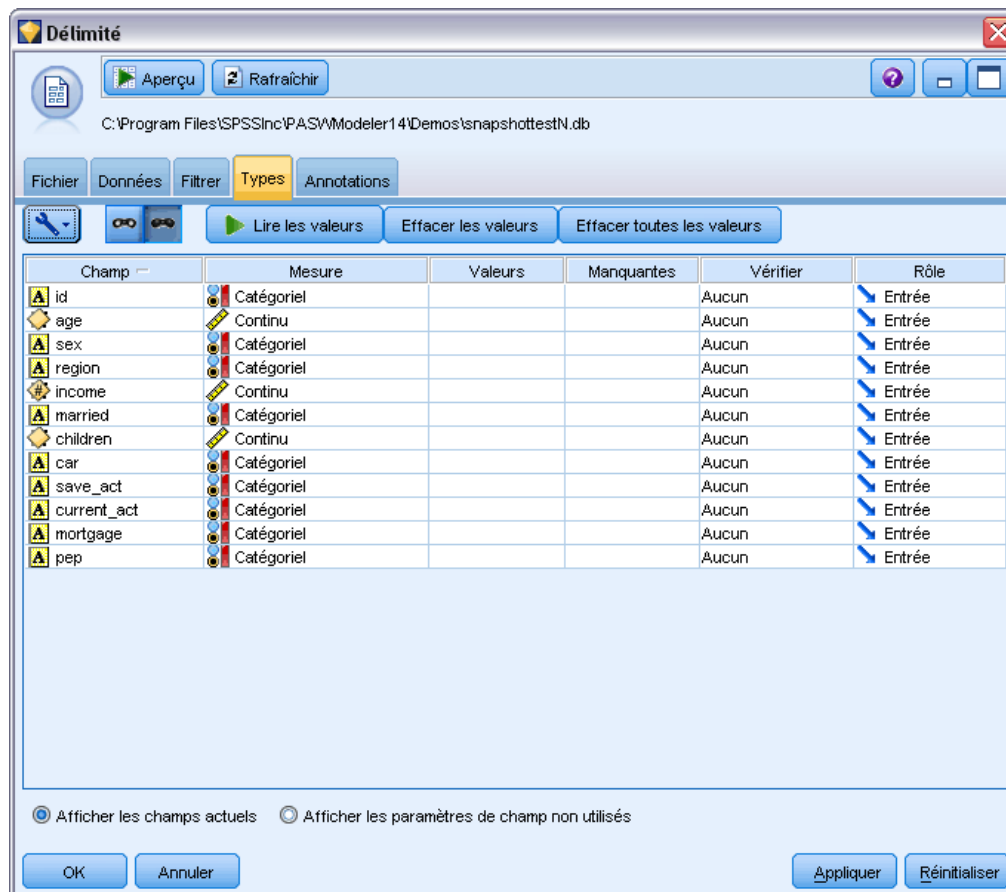 Délimité
Aperçu Rafraîchir
C:\Program Files\SPSSInc\PASWModeler14\Demos\snapshottestN.db
Fichier Données Filtrer Types Annotations
Lire les valeurs Effacer les valeurs Effacer toutes les valeurs
Champ Mesure Valeurs Manquantes Vérifier Rôle
A id Catégoriel Aucun Entrée
age Continu Aucun Entrée
A sex Catégoriel Aucun Entrée
A region Catégoriel Aucun Entrée
# income Continu Aucun Entrée
A married Catégoriel Aucun Entrée
children Continu Aucun Entrée
A car Catégoriel Aucun Entrée
A save_act Catégoriel Aucun Entrée
A current_act Catégoriel Aucun Entrée
A mortgage Catégoriel Aucun Entrée
A pep Catégoriel Aucun Entrée
Afficher les champs actuels Afficher les paramètres de champ non utilisés
OK Annuler Appliquer Réinitialiser